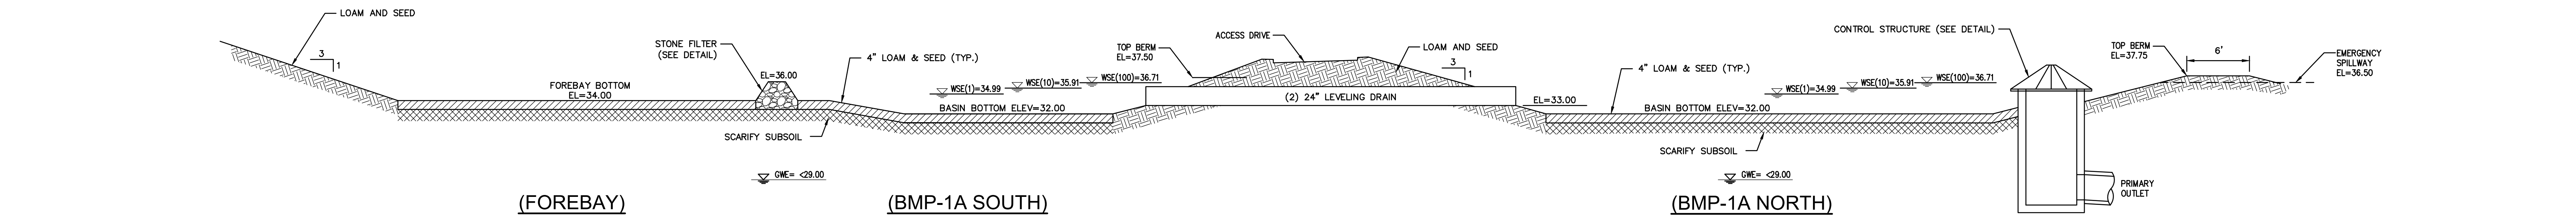 LOAM AND SEED
3
1
FOREBAY BOTTOM
EL=34.00
STONE FILTER
(SEE DETAIL)
EL=36.00
4" LOAM & SEED (TYP.)
SCARIFY SUBSOIL
GWE= <29.00
WSE(1)=34.99
WSE(10)=35.91
WSE(100)=36.71
BASIN BOTTOM ELEV=32.00
TOP BERM
EL=37.50
ACCESS DRIVE
LOAM AND SEED
3
1
(2) 24" LEVELING DRAIN
EL=33.00
4" LOAM & SEED (TYP.)
BASIN BOTTOM ELEV=32.00
SCARIFY SUBSOIL
GWE= <29.00
WSE(1)=34.99
WSE(10)=35.91
WSE(100)=36.71
CONTROL STRUCTURE (SEE DETAIL)
TOP BERM
EL=37.75
6'
EMERGENCY
SPILLWAY
EL=36.50
PRIMARY
OUTLET
(FOREBAY)
(BMP-1A SOUTH)
(BMP-1A NORTH)